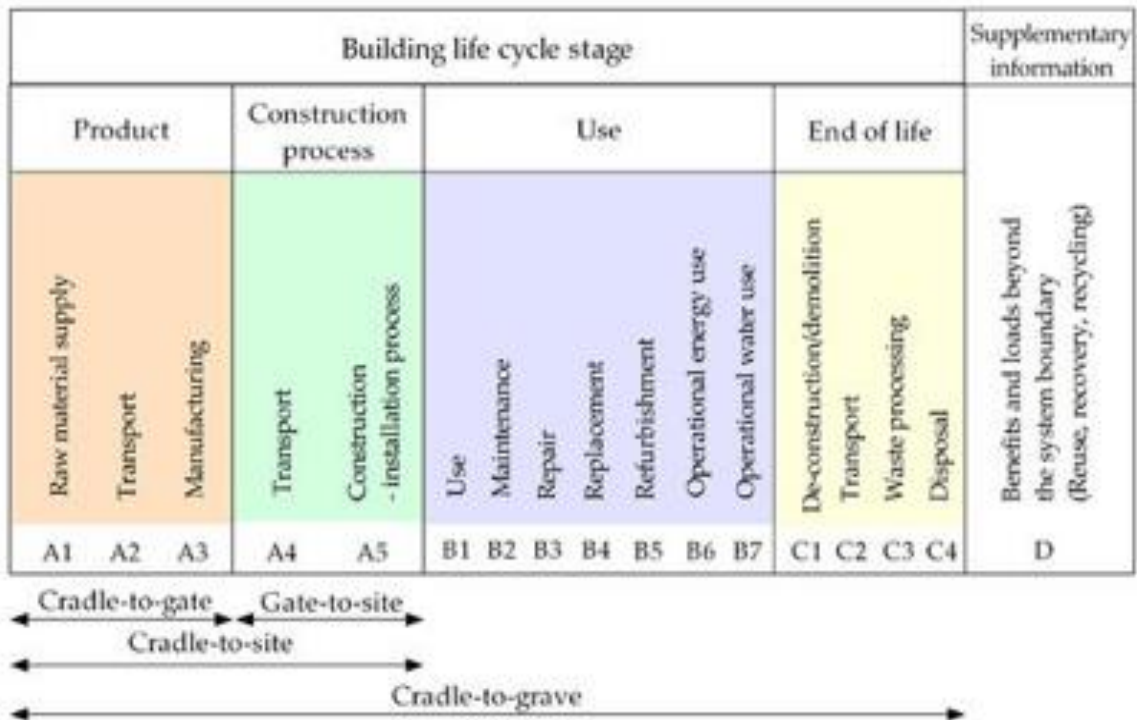 Building life cycle stage
Supplementary
information
Product
Construction
process
Use
End of life
Raw material supply
Transport
Manufacturing
Transport
Construction
- installation process
Use
Maintenance
Repair
Replacement
Refurbishment
Operational energy use
Operational water use
De-construction/demolition
Transport
Waste processing
Disposal
Benefits and loads beyond
the system boundary
(Reuse, recovery, recycling)
A1 A2 A3 A4 A5 B1 B2 B3 B4 B5 B6 B7 C1 C2 C3 C4 D
Cradle-to-gate
Gate-to-site
Cradle-to-site
Cradle-to-grave